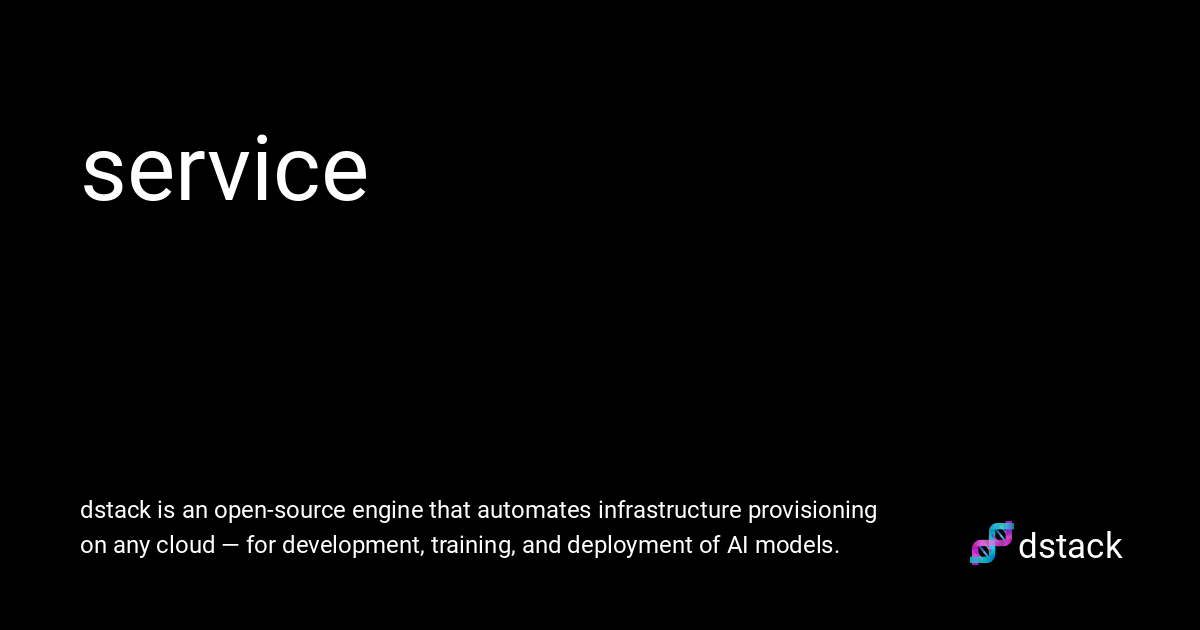 service
dstack is an open-source engine that automates infrastructure provisioning
on any cloud — for development, training, and deployment of AI models.
dstack